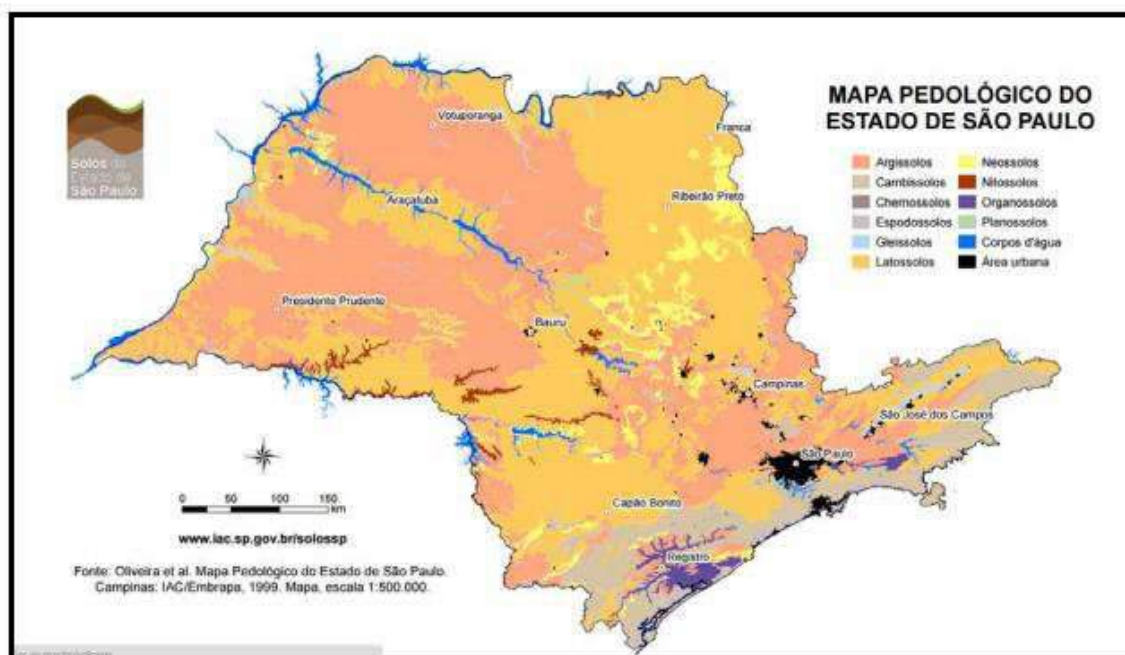 MAPA PEDOLÓGICO DO
ESTADO DE SÃO PAULO
Solos do
Estado de
São Paulo
Argissolos
Cambissolos
Chernossolos
Espodossolos
Gleissolos
Latossolos
Neossolos
Nitossolos
Organossolos
Planossolos
Corpos d'água
Área urbana
Votuporanga
Franca
Ribeirão Preto
Araçatuba
Presidente Prudente
Bauru
Campinas
São José dos Campos
São Paulo
Capão Bonito
Registro
0 50 100 150
km
www.iac.sp.gov.br/solossp
Fonte: Oliveira et al. Mapa Pedológico do Estado de São Paulo.
Campinas: IAC/Embrapa, 1999. Mapa, escala 1:500.000.